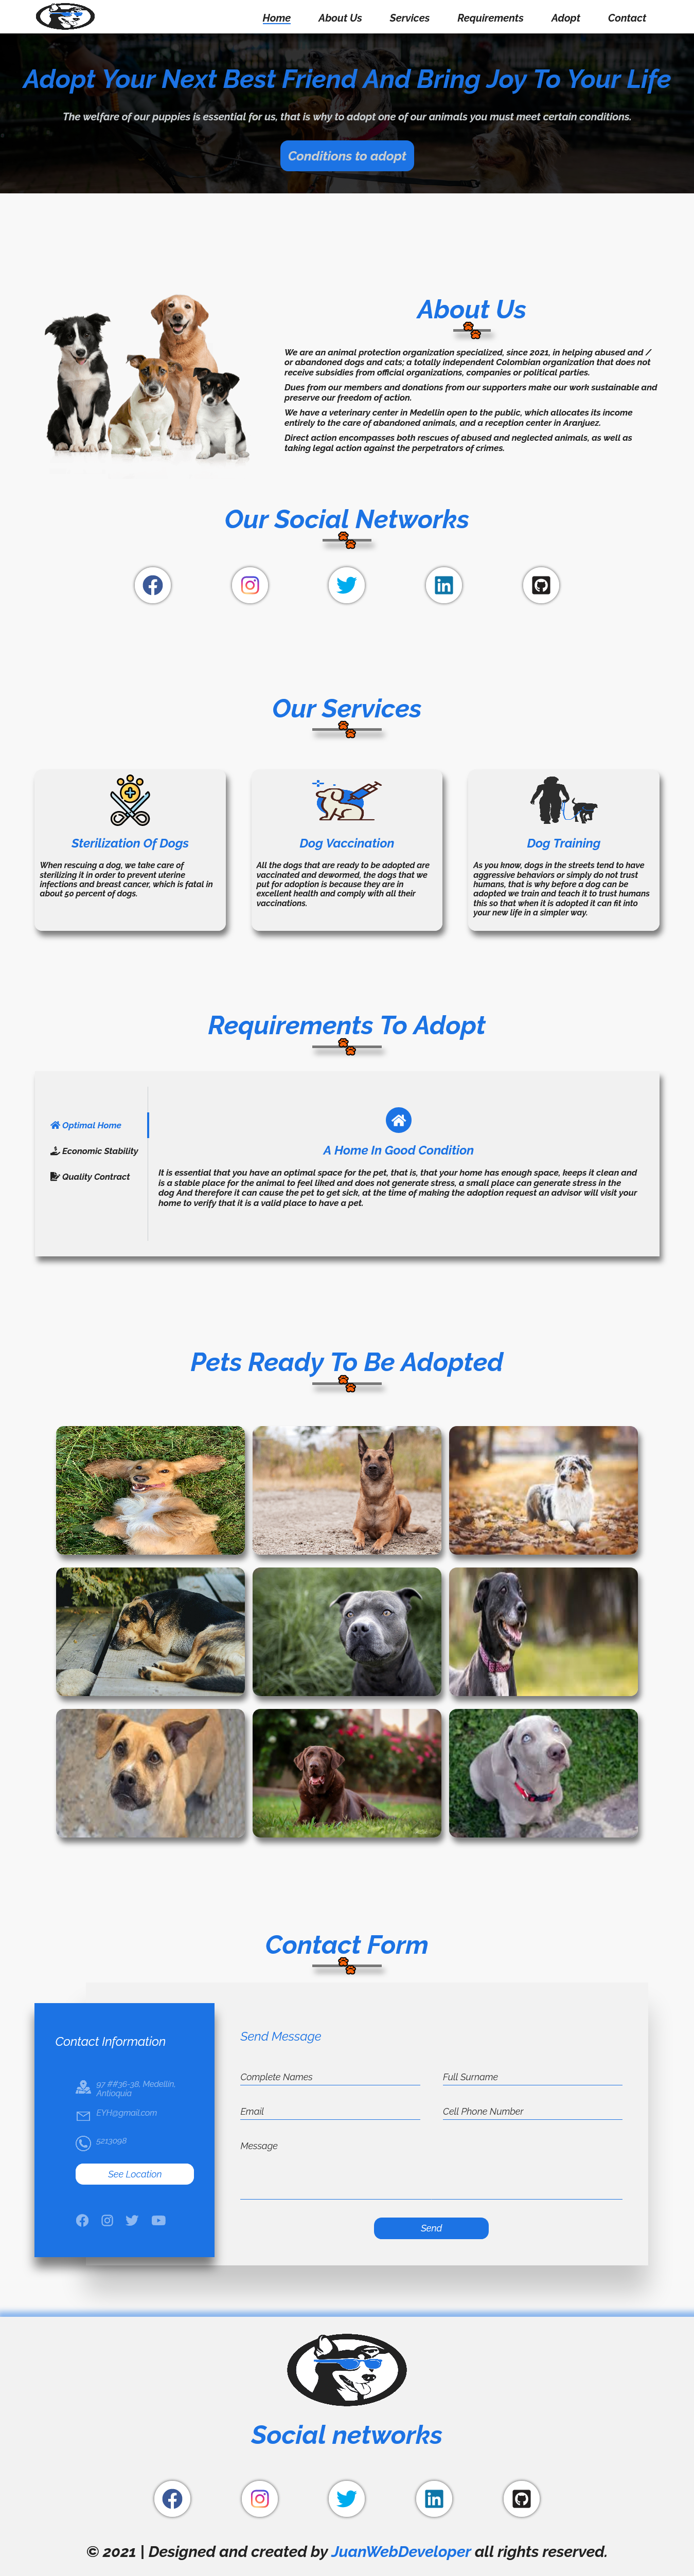 Home About Us Services Requirements Adopt Contact
Adopt Your Next Best Friend And Bring Joy To Your Life
The welfare of our puppies is essential for us, that is why to adopt one of our animals you must meet certain conditions.
Conditions to adopt
About Us
We are an animal protection organization specialized, since 2021, in helping abused and /
or abandoned dogs and cats; a totally independent Colombian organization that does not
receive subsidies from official organizations, companies or political parties.
Dues from our members and donations from our supporters make our work sustainable and
preserve our freedom of action.
We have a veterinary center in Medellin open to the public, which allocates its income
entirely to the care of abandoned animals, and a reception center in Aranjuez.
Direct action encompasses both rescues of abused and neglected animals, as well as
taking legal action against the perpetrators of crimes.
Our Social Networks
Our Services
Sterilization Of Dogs
When rescuing a dog, we take care of
sterilizing it in order to prevent uterine
infections and breast cancer, which is fatal in
about 50 percent of dogs.
Dog Vaccination
All the dogs that are ready to be adopted are
vaccinated and dewormed, the dogs that we
put for adoption is because they are in
excellent health and comply with all their
vaccinations.
Dog Training
As you know, dogs in the streets tend to have
aggressive behaviors or simply do not trust
humans, that is why before a dog can be
adopted we train and teach it to trust humans
this so that when it is adopted it can fit into
your new life in a simpler way.
Requirements To Adopt
Optimal Home
Economic Stability
Quality Contract
A Home In Good Condition
It is essential that you have an optimal space for the pet, that is, that your home has enough space, keeps it clean and
is a stable place for the animal to feel liked and does not generate stress, a small place can generate stress in the
dog And therefore it can cause the pet to get sick, at the time of making the adoption request an advisor will visit your
home to verify that it is a valid place to have a pet.
Pets Ready To Be Adopted
Contact Form
Contact Information
97 ##36-38, Medellin,
Antioquia
EYH@gmail.com
5213098
See Location
Send Message
Complete Names Full Surname
Email Cell Phone Number
Message
Send
Social networks
© 2021 | Designed and created by JuanWebDeveloper all rights reserved.